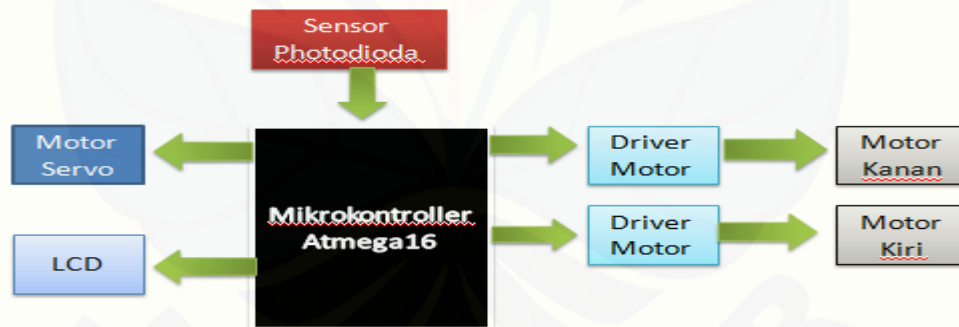 Sensor
Photodioda
Motor
Servo
Driver
Motor
Motor
Kanan
Mikrokontroller
Atmega16
Driver
Motor
Motor
Kiri
LCD